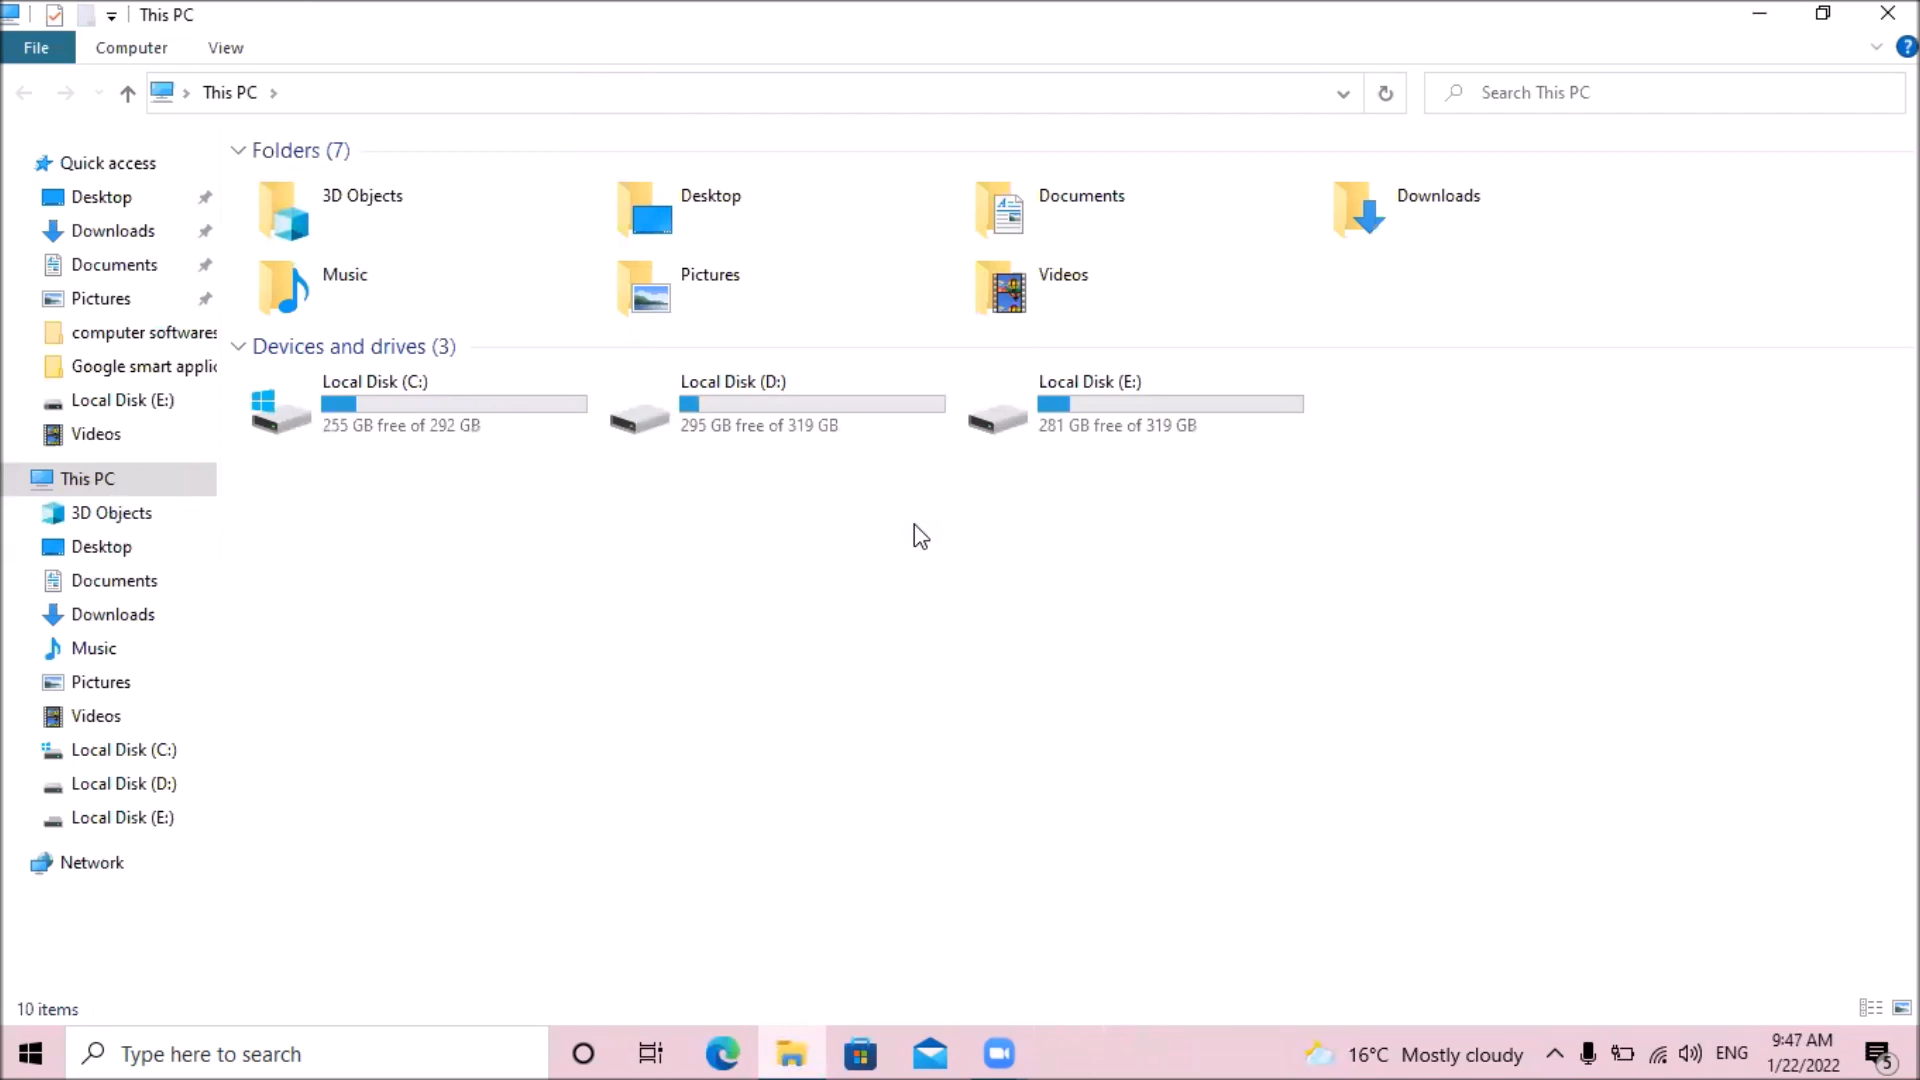 This PC
File
Computer
View
?
This PC
Search This PC
Quick access
Desktop
Downloads
Documents
Pictures
computer softwares
Google smart applic
Local Disk (E:)
Videos
This PC
3D Objects
Desktop
Documents
Downloads
Music
Pictures
Videos
Local Disk (C:)
Local Disk (D:)
Local Disk (E:)
Network
Folders (7)
3D Objects
Desktop
Documents
Downloads
Music
Pictures
Videos
Devices and drives (3)
Local Disk (C:)
255 GB free of 292 GB
Local Disk (D:)
295 GB free of 319 GB
Local Disk (E:)
281 GB free of 319 GB
10 items
Type here to search
16°C Mostly cloudy
ENG
9:47 AM
1/22/2022
5